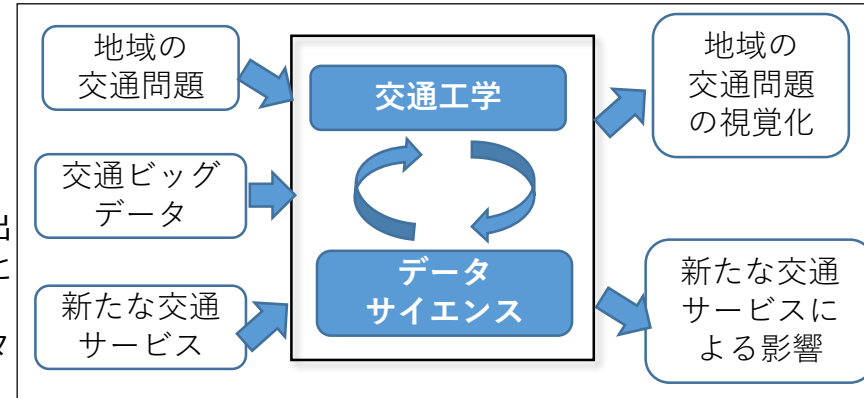 地域の
交通問題
交通ビッグ
データ
新たな交通
サービス
交通工学
データ
サイエンス
地域の
交通問題
の視覚化
新たな交通
サービスに
よる影響
出